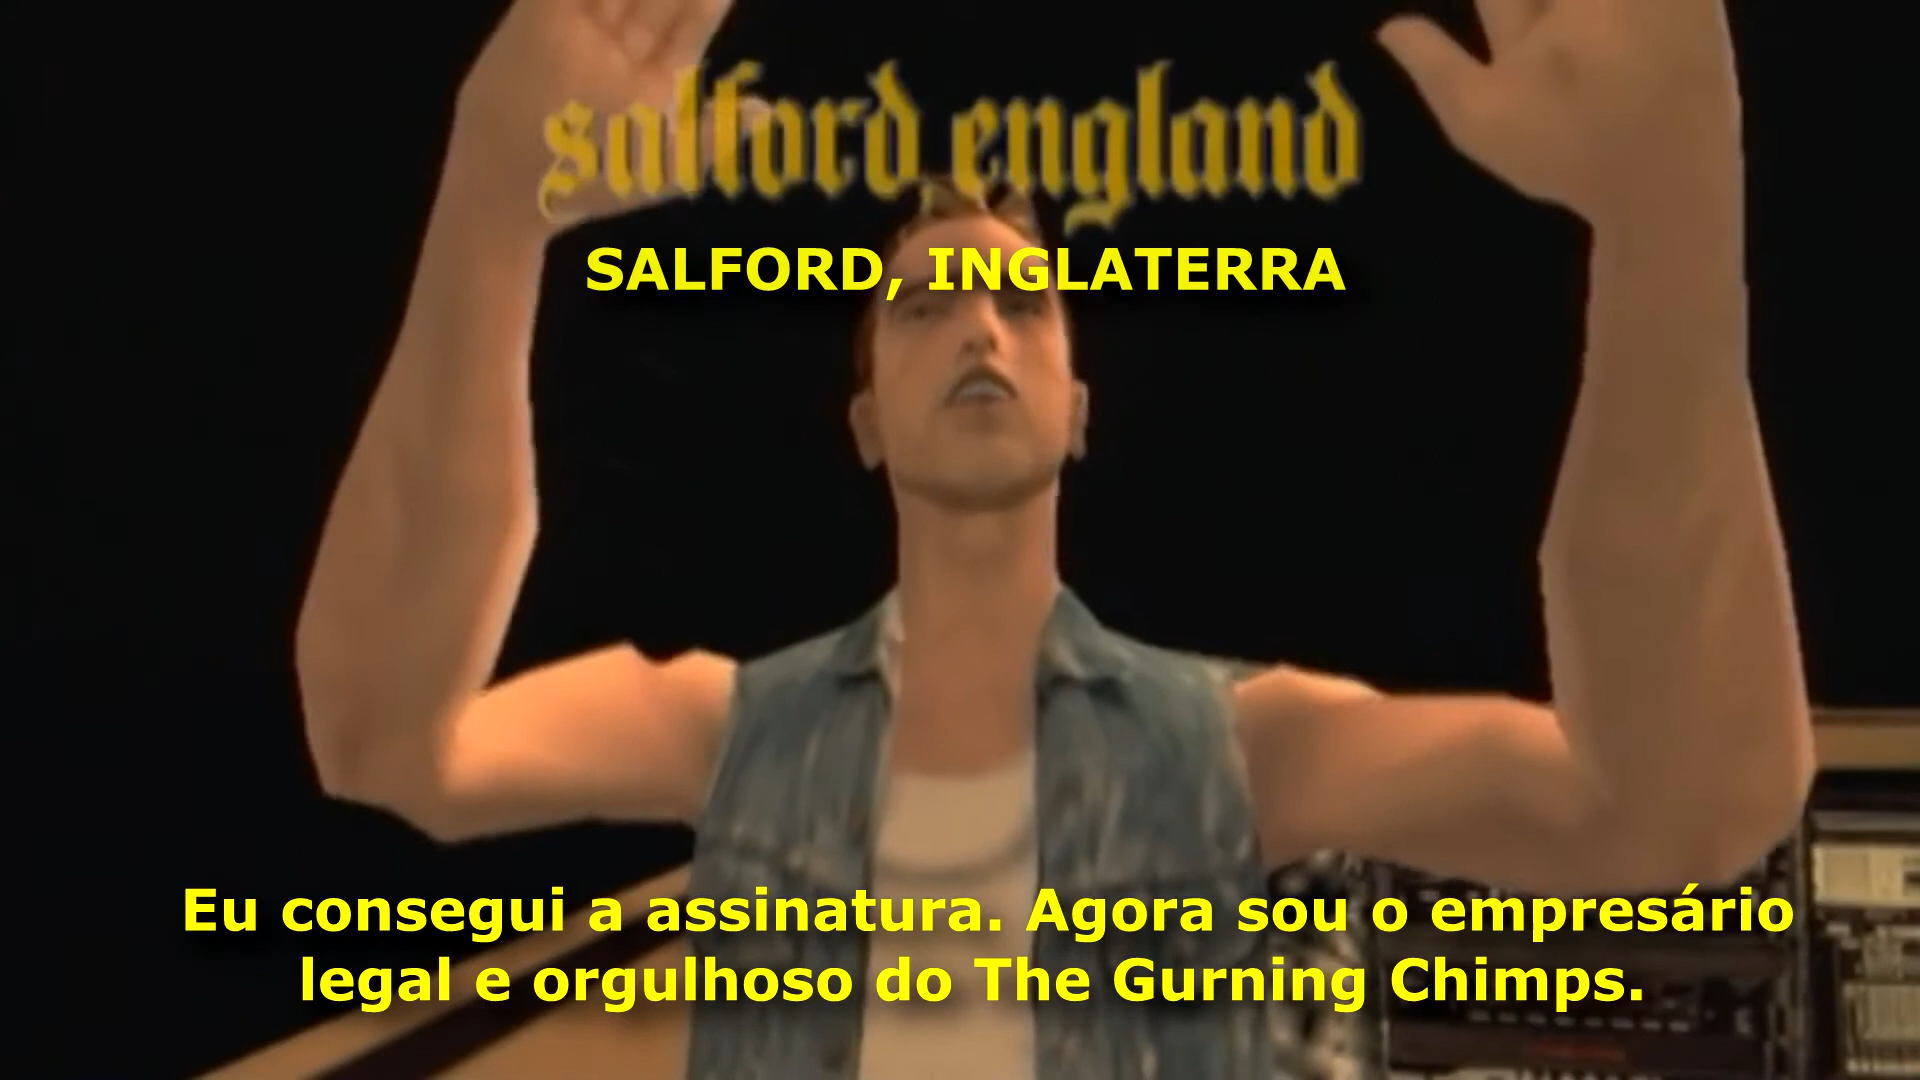 salford, england
SALFORD, INGLATERRA
Eu consegui a assinatura. Agora sou o empresário
legal e orgulhoso do The Gurning Chimps.